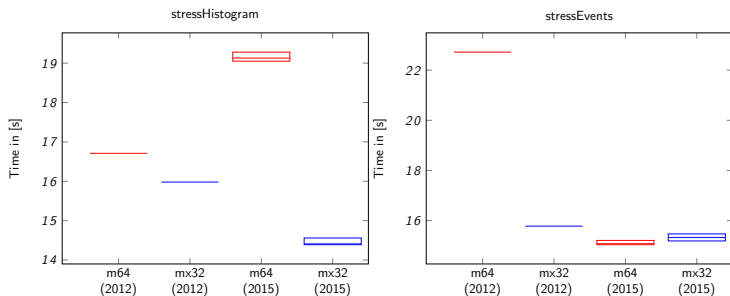 stressHistogram
Time in [s]
19
18
17
16
15
14
m64 mx32 m64 mx32
(2012) (2012) (2015) (2015)
stressEvents
Time in [s]
22
20
18
16
m64 mx32 m64 mx32
(2012) (2012) (2015) (2015)